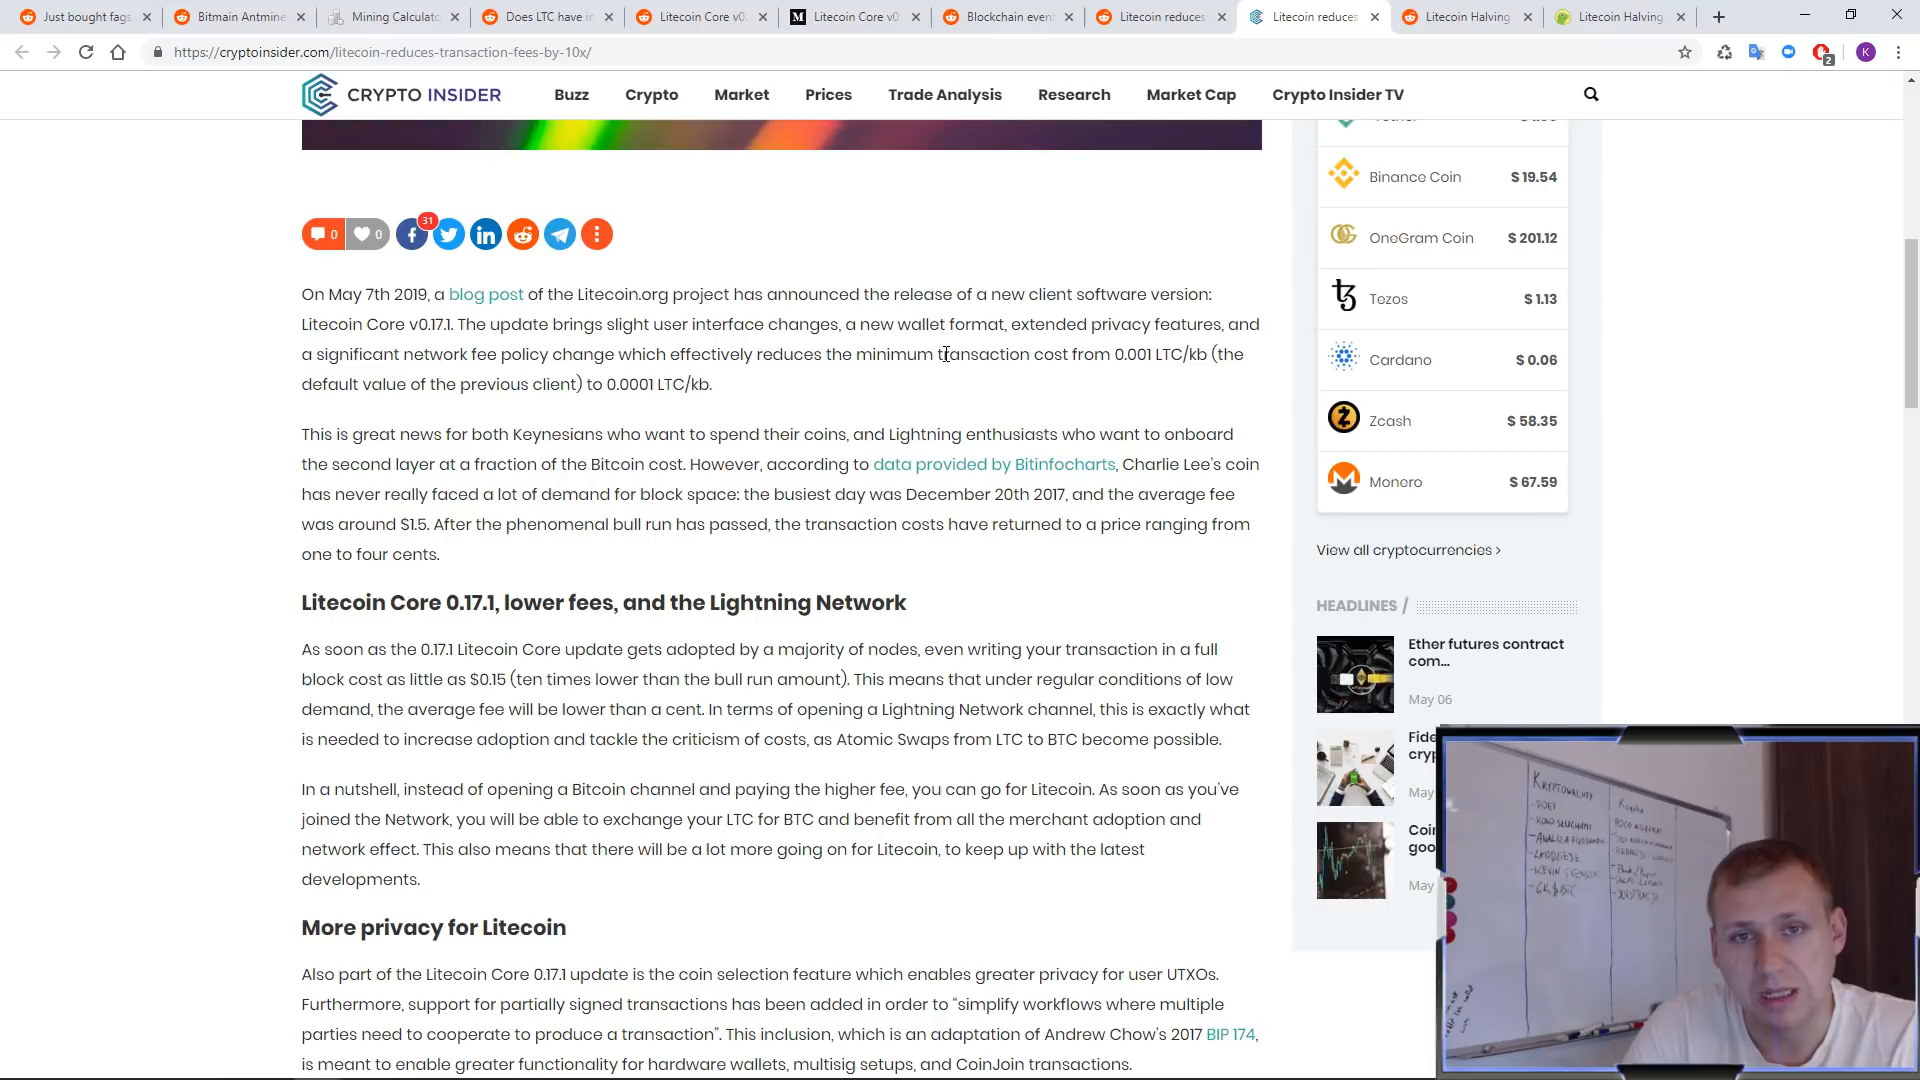 Just bought fags
Bitmain Antmine
Mining Calculato
Does LTC have in
Litecoin Core v0.
Litecoin Core v0
Blockchain even
Litecoin reduces
Litecoin reduces
Litecoin Halving
Litecoin Halving
https://cryptoinsider.com/litecoin-reduces-transaction-fees-by-10x/
2
K
CRYPTO INSIDER
Buzz
Crypto
Market
Prices
Trade Analysis
Research
Market Cap
Crypto Insider TV
Binance Coin $ 19.54
OneGram Coin $ 201.12
Tezos $ 1.13
Cardano $ 0.06
Zcash $ 58.35
Monero $ 67.59
View all cryptocurrencies >
HEADLINES /
Ether futures contract
com...
May 06
Fide
cryp
May
Coin
goo
May
0
0
31
On May 7th 2019, a blog post of the Litecoin.org project has announced the release of a new client software version:
Litecoin Core v0.17.1. The update brings slight user interface changes, a new wallet format, extended privacy features, and
a significant network fee policy change which effectively reduces the minimum transaction cost from 0.001 LTC/kb (the
default value of the previous client) to 0.0001 LTC/kb.
This is great news for both Keynesians who want to spend their coins, and Lightning enthusiasts who want to onboard
the second layer at a fraction of the Bitcoin cost. However, according to data provided by Bitinfocharts, Charlie Lee's coin
has never really faced a lot of demand for block space: the busiest day was December 20th 2017, and the average fee
was around $1.5. After the phenomenal bull run has passed, the transaction costs have returned to a price ranging from
one to four cents.
Litecoin Core 0.17.1, lower fees, and the Lightning Network
As soon as the 0.17.1 Litecoin Core update gets adopted by a majority of nodes, even writing your transaction in a full
block cost as little as $0.15 (ten times lower than the bull run amount). This means that under regular conditions of low
demand, the average fee will be lower than a cent. In terms of opening a Lightning Network channel, this is exactly what
is needed to increase adoption and tackle the criticism of costs, as Atomic Swaps from LTC to BTC become possible.
In a nutshell, instead of opening a Bitcoin channel and paying the higher fee, you can go for Litecoin. As soon as you've
joined the Network, you will be able to exchange your LTC for BTC and benefit from all the merchant adoption and
network effect. This also means that there will be a lot more going on for Litecoin, to keep up with the latest
developments.
More privacy for Litecoin
Also part of the Litecoin Core 0.17.1 update is the coin selection feature which enables greater privacy for user UTXOs.
Furthermore, support for partially signed transactions has been added in order to “simplify workflows where multiple
parties need to cooperate to produce a transaction”. This inclusion, which is an adaptation of Andrew Chow's 2017 BIP 174,
is meant to enable greater functionality for hardware wallets, multisig setups, and CoinJoin transactions.
KRYPTOWALUTY